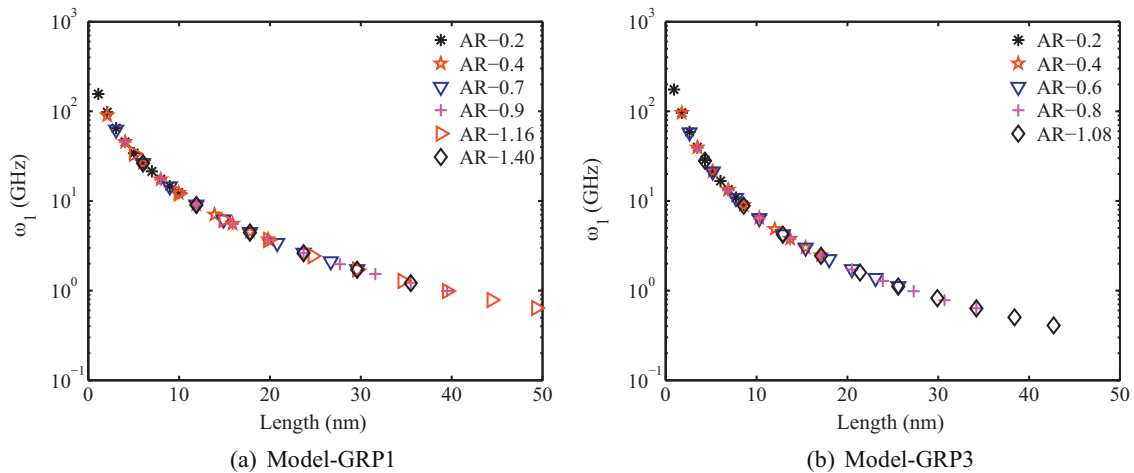 10³
10²
10¹
10⁰
10⁻¹
ω₁ (GHz)
0 10 20 30 40 50
Length (nm)
AR−0.2
AR−0.4
AR−0.7
AR−0.9
AR−1.16
AR−1.40
(a) Model-GRP1
10³
10²
10¹
10⁰
10⁻¹
ω₁ (GHz)
0 10 20 30 40 50
Length (nm)
AR−0.2
AR−0.4
AR−0.6
AR−0.8
AR−1.08
(b) Model-GRP3